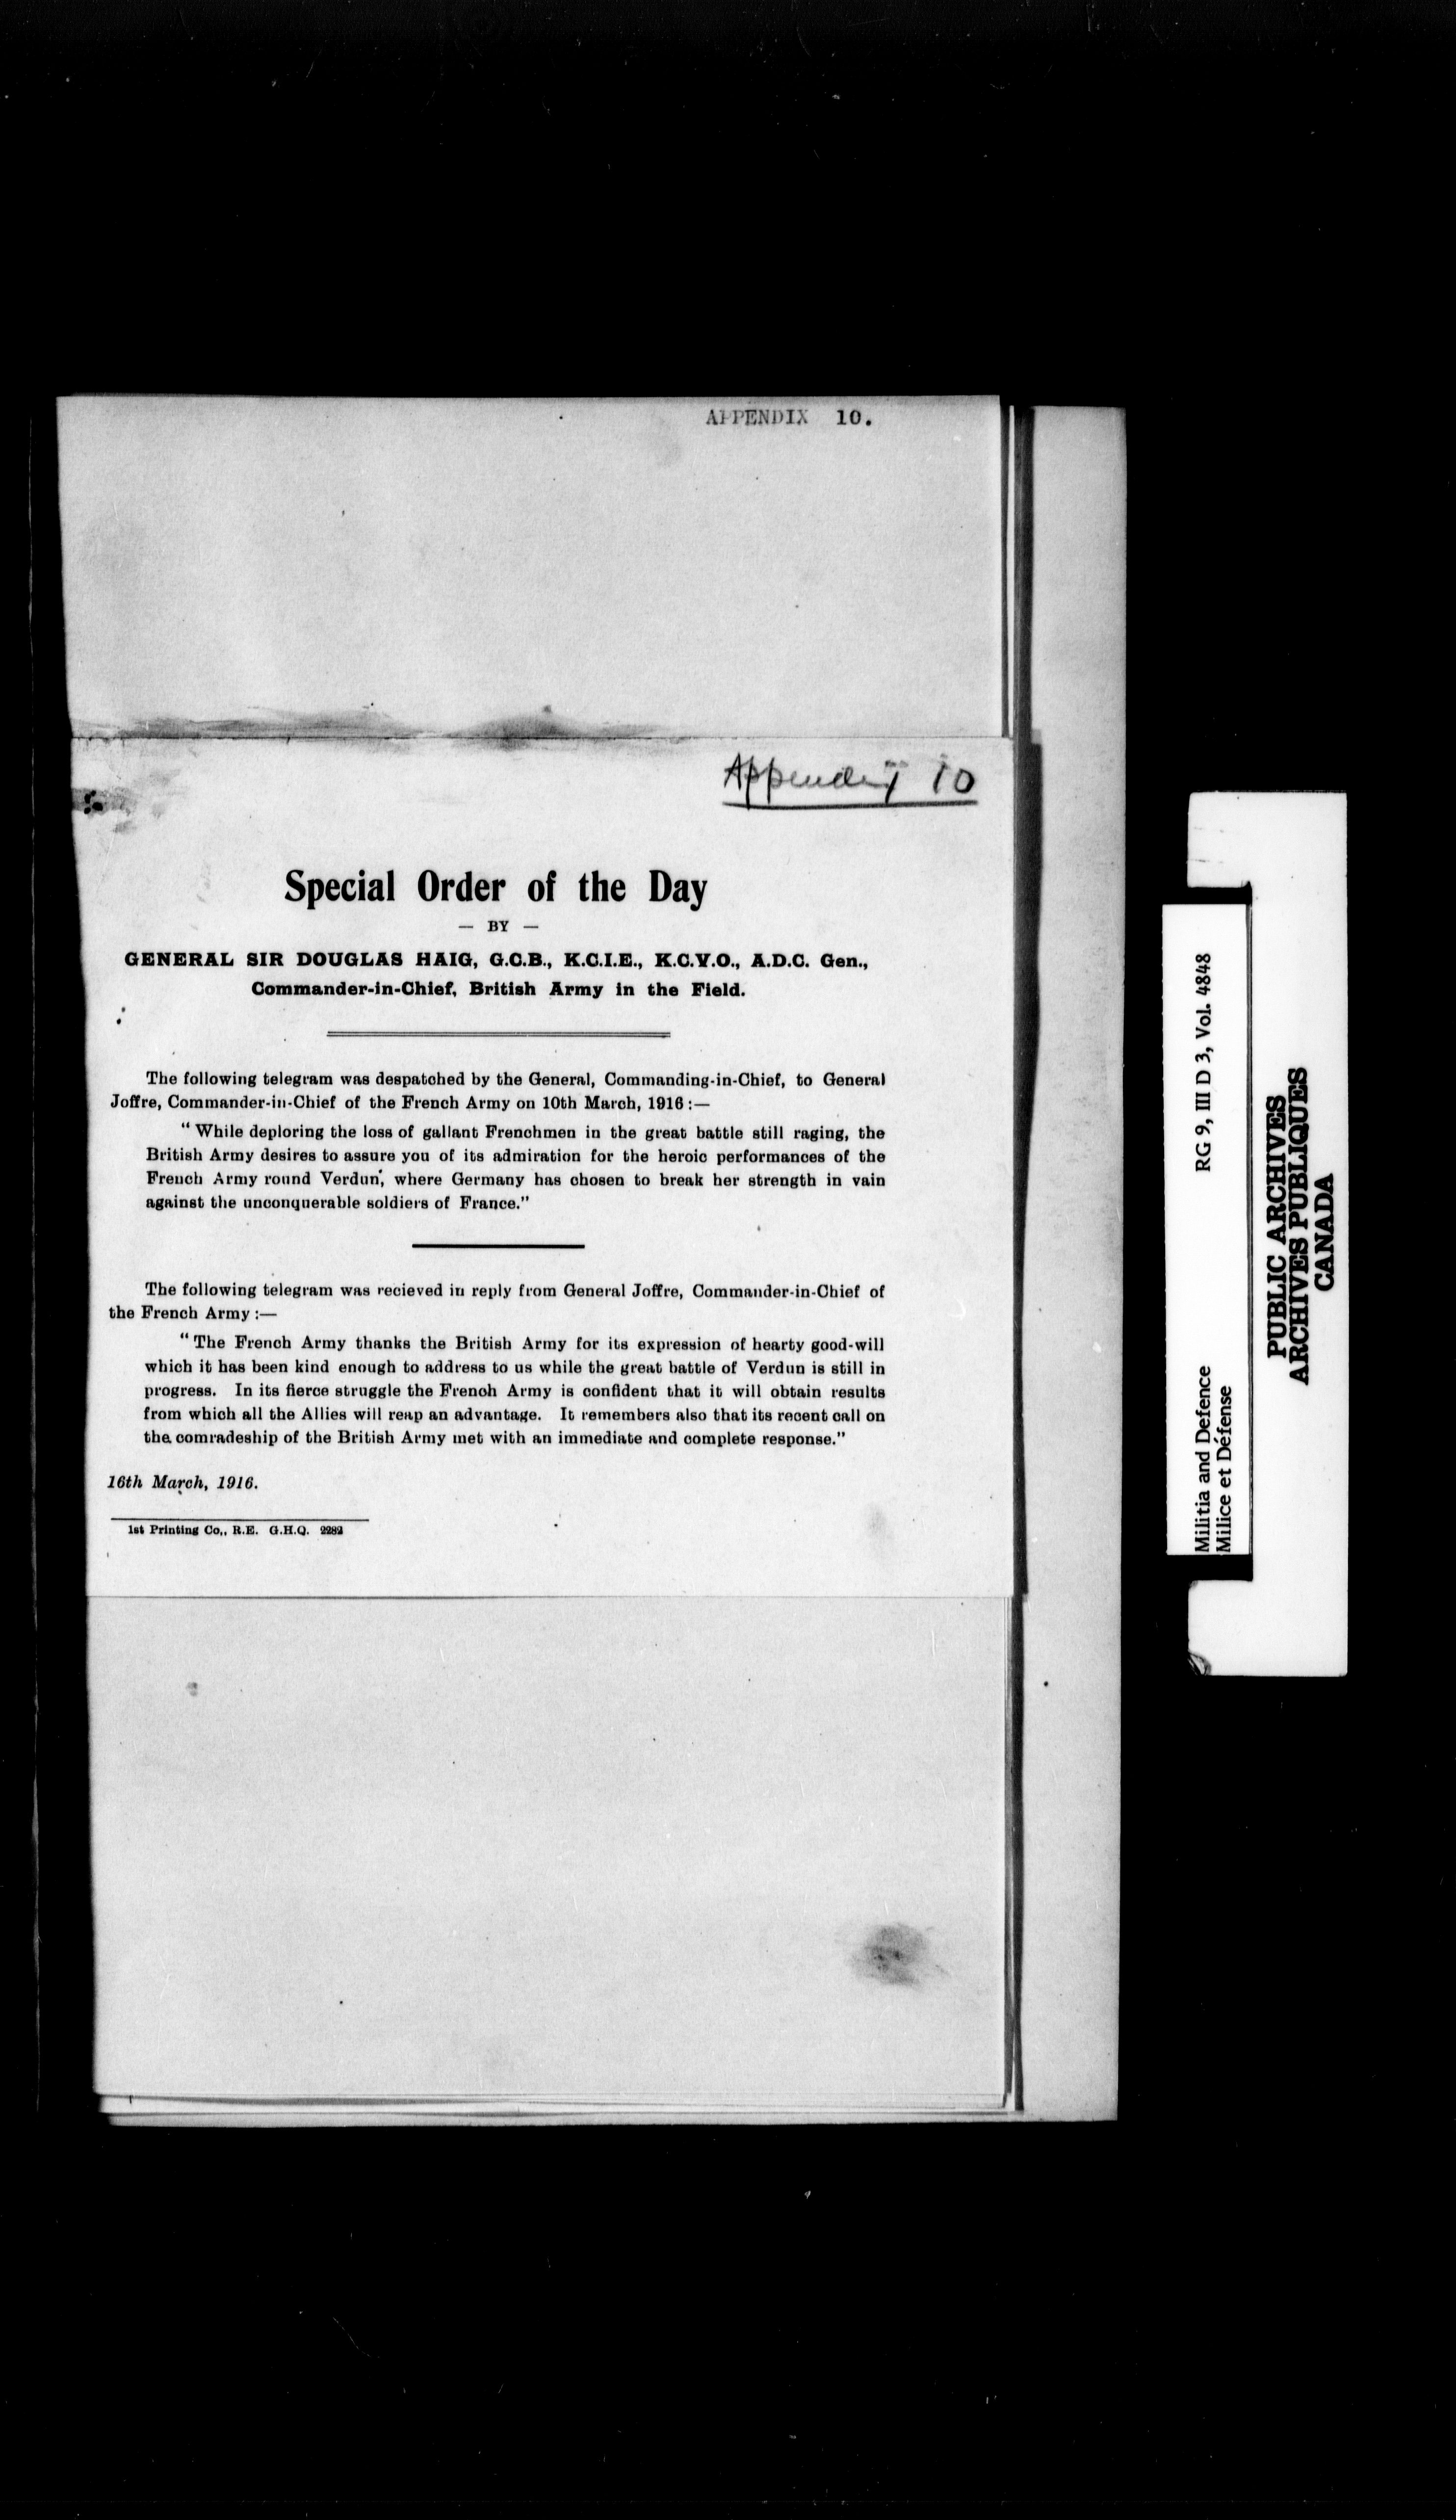 APPENDIX 10.
Appendix 10
Special Order of the Day
— BY —
GENERAL SIR DOUGLAS HAIG, G.C.B., K.C.I.E., K.C.V.O., A.D.C. Gen.,
Commander-in-Chief, British Army in the Field.
The following telegram was despatched by the General, Commanding-in-Chief, to General
Joffre, Commander-in-Chief of the French Army on 10th March, 1916:—
"While deploring the loss of gallant Frenchmen in the great battle still raging, the
British Army desires to assure you of its admiration for the heroic performances of the
French Army round Verdun, where Germany has chosen to break her strength in vain
against the unconquerable soldiers of France."
The following telegram was recieved in reply from General Joffre, Commander-in-Chief of
the French Army:—
"The French Army thanks the British Army for its expression of hearty good-will
which it has been kind enough to address to us while the great battle of Verdun is still in
progress. In its fierce struggle the French Army is confident that it will obtain results
from which all the Allies will reap an advantage. It remembers also that its recent call on
the comradeship of the British Army met with an immediate and complete response."
16th March, 1916.
1st Printing Co., R.E. G.H.Q. 2282
Militia and Defence RG 9, III D 3, Vol. 4848
Milice et Défense
PUBLIC ARCHIVES
ARCHIVES PUBLIQUES
CANADA